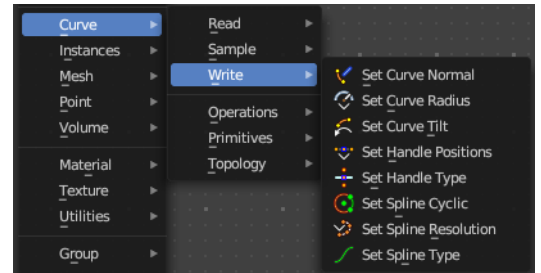 Curve
Instances
Mesh
Point
Volume
Material
Texture
Utilities
Group
Read
Sample
Write
Operations
Primitives
Topology
Set Curve Normal
Set Curve Radius
Set Curve Tilt
Set Handle Positions
Set Handle Type
Set Spline Cyclic
Set Spline Resolution
Set Spline Type